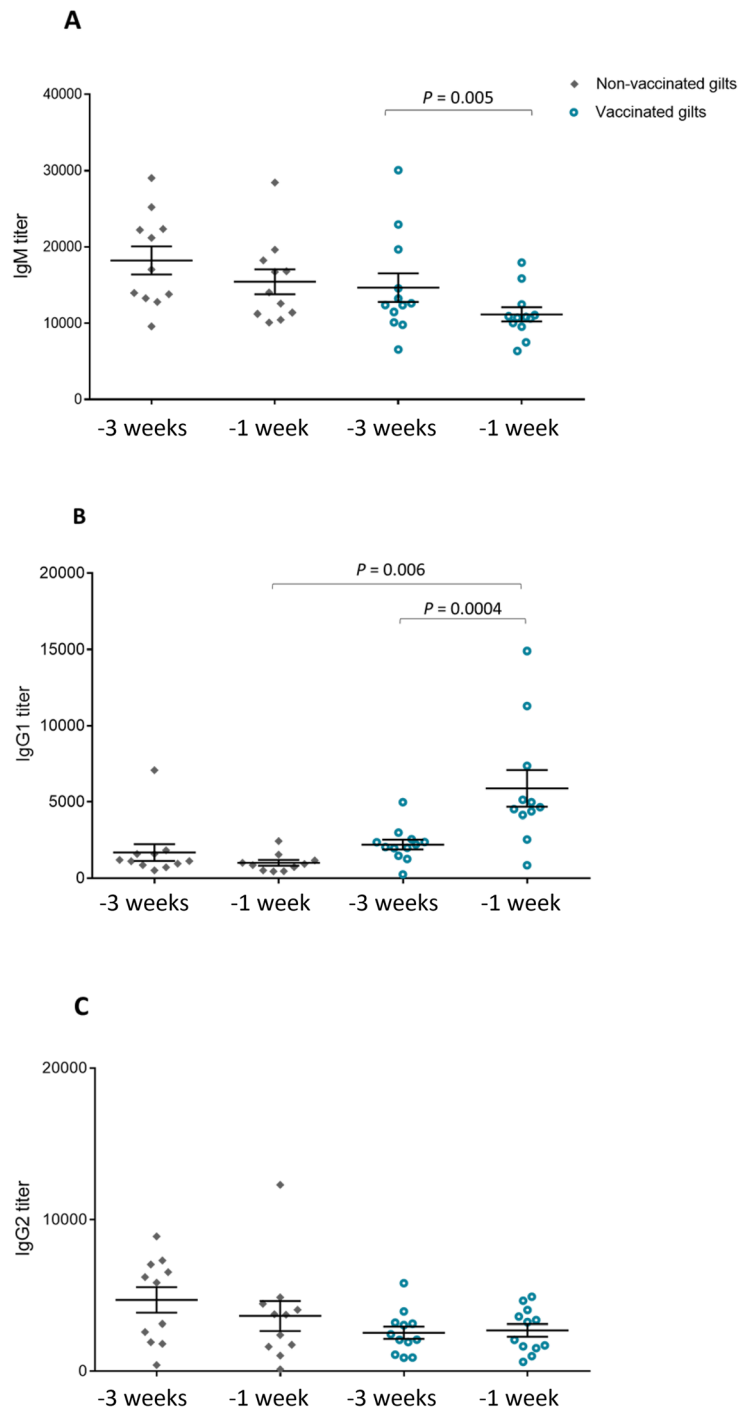 A
Non-vaccinated gilts
Vaccinated gilts
P = 0.005
40000
30000
20000
10000
0
IgM titer
-3 weeks -1 week -3 weeks -1 week
B
P = 0.006
P = 0.0004
20000
15000
10000
5000
0
IgG1 titer
-3 weeks -1 week -3 weeks -1 week
C
20000
10000
0
IgG2 titer
-3 weeks -1 week -3 weeks -1 week